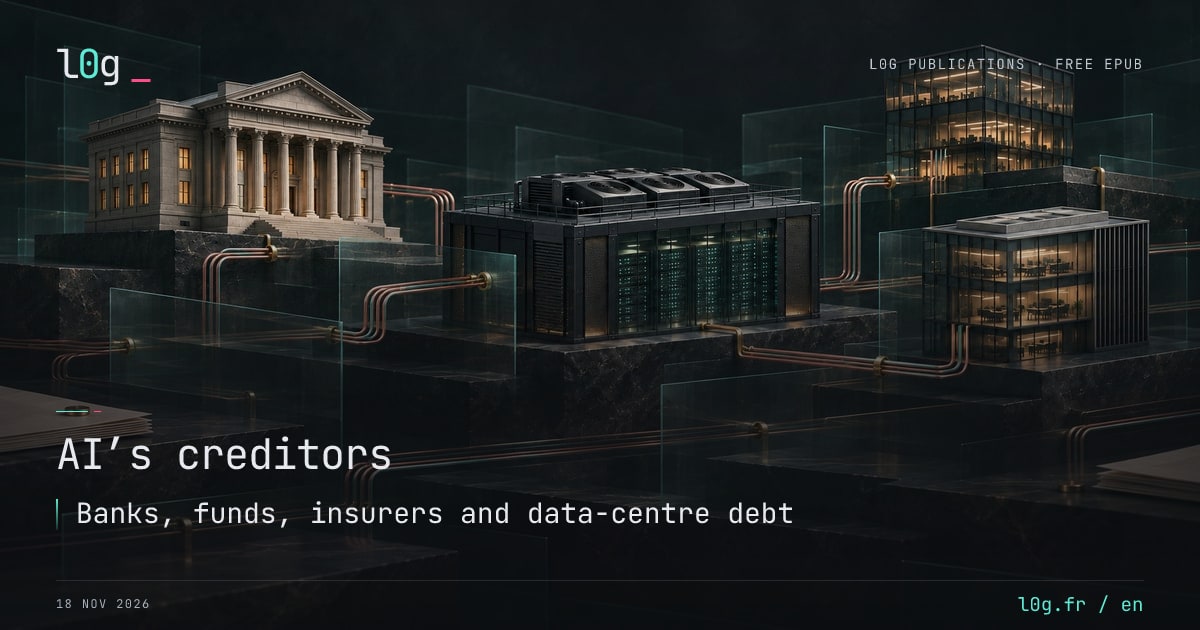 l0g _
L0G PUBLICATIONS · FREE EPUB
AI’s creditors
Banks, funds, insurers and data-centre debt
18 NOV 2026
l0g.fr / en